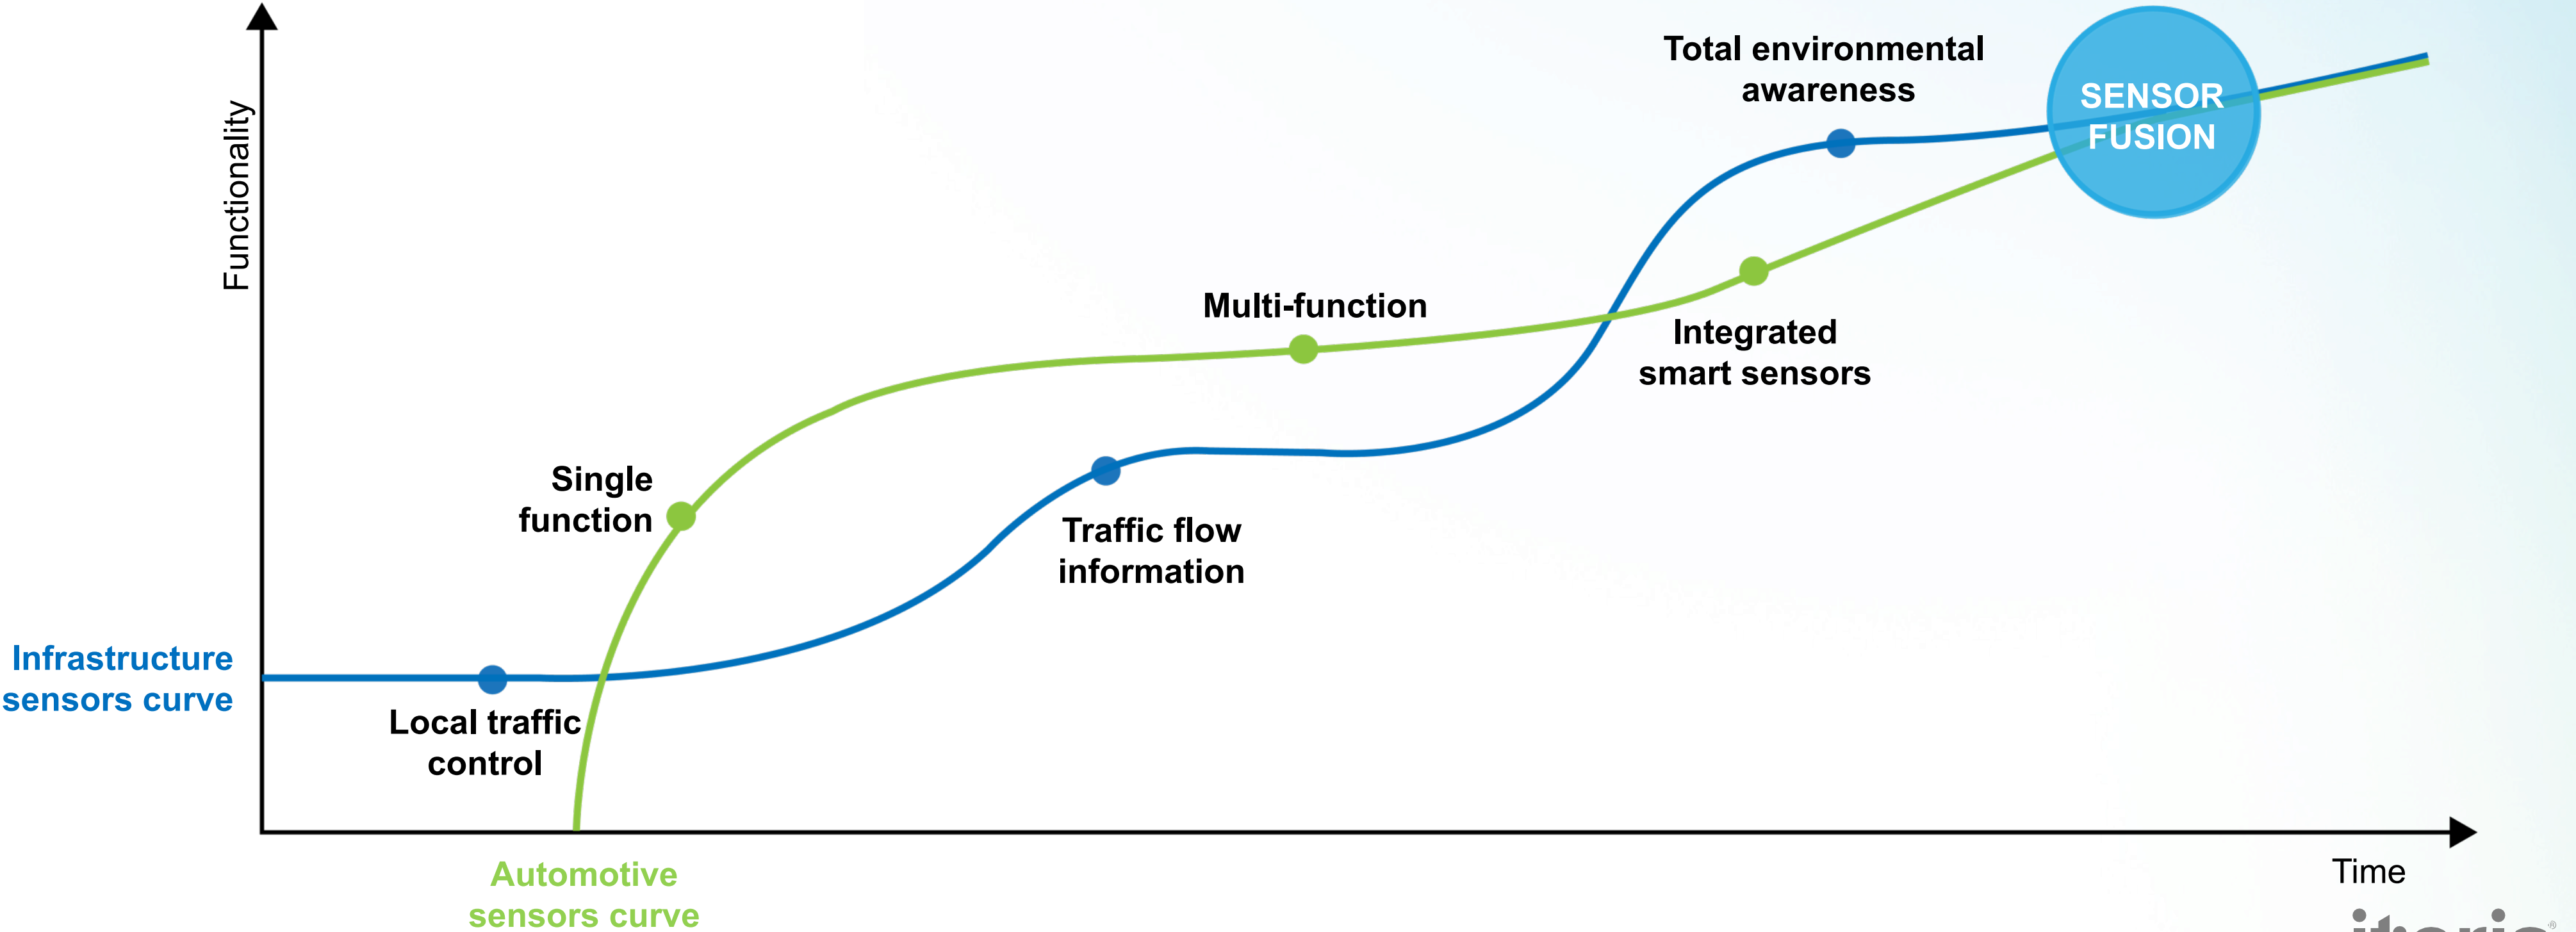 Functionality
Total environmental
awareness
SENSOR
FUSION
Multi-function
Integrated
smart sensors
Single
function
Traffic flow
information
Infrastructure
sensors curve
Local traffic
control
Automotive
sensors curve
Time